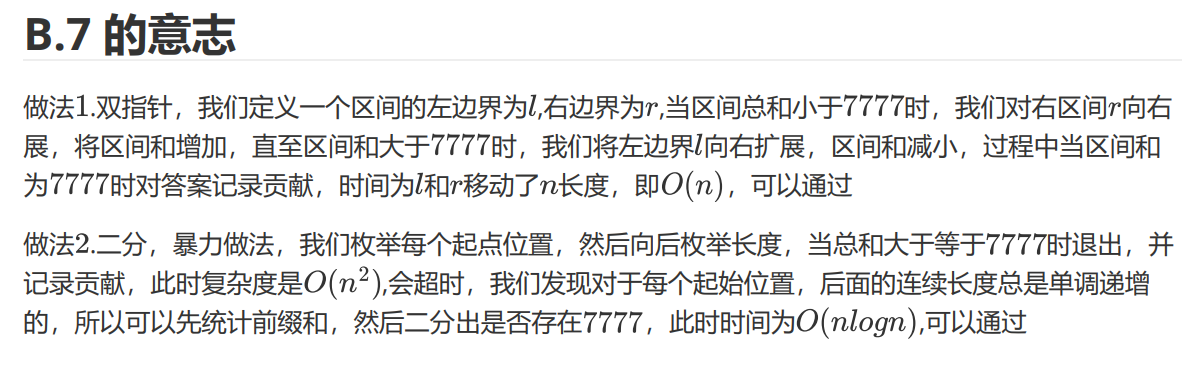 B.7 的意志
做法1.双指针，我们定义一个区间的左边界为l,右边界为r,当区间总和小于7777时，我们对右区间r向右
展，将区间和增加，直至区间和大于7777时，我们将左边界l向右扩展，区间和减小，过程中当区间和
为7777时对答案记录贡献，时间为l和r移动了n长度，即O(n)，可以通过
做法2.二分，暴力做法，我们枚举每个起点位置，然后向后枚举长度，当总和大于等于7777时退出，并
记录贡献，此时复杂度是O(n²),会超时，我们发现对于每个起始位置，后面的连续长度总是单调递增
的，所以可以先统计前缀和，然后二分出是否存在7777，此时时间为O(nlogn),可以通过